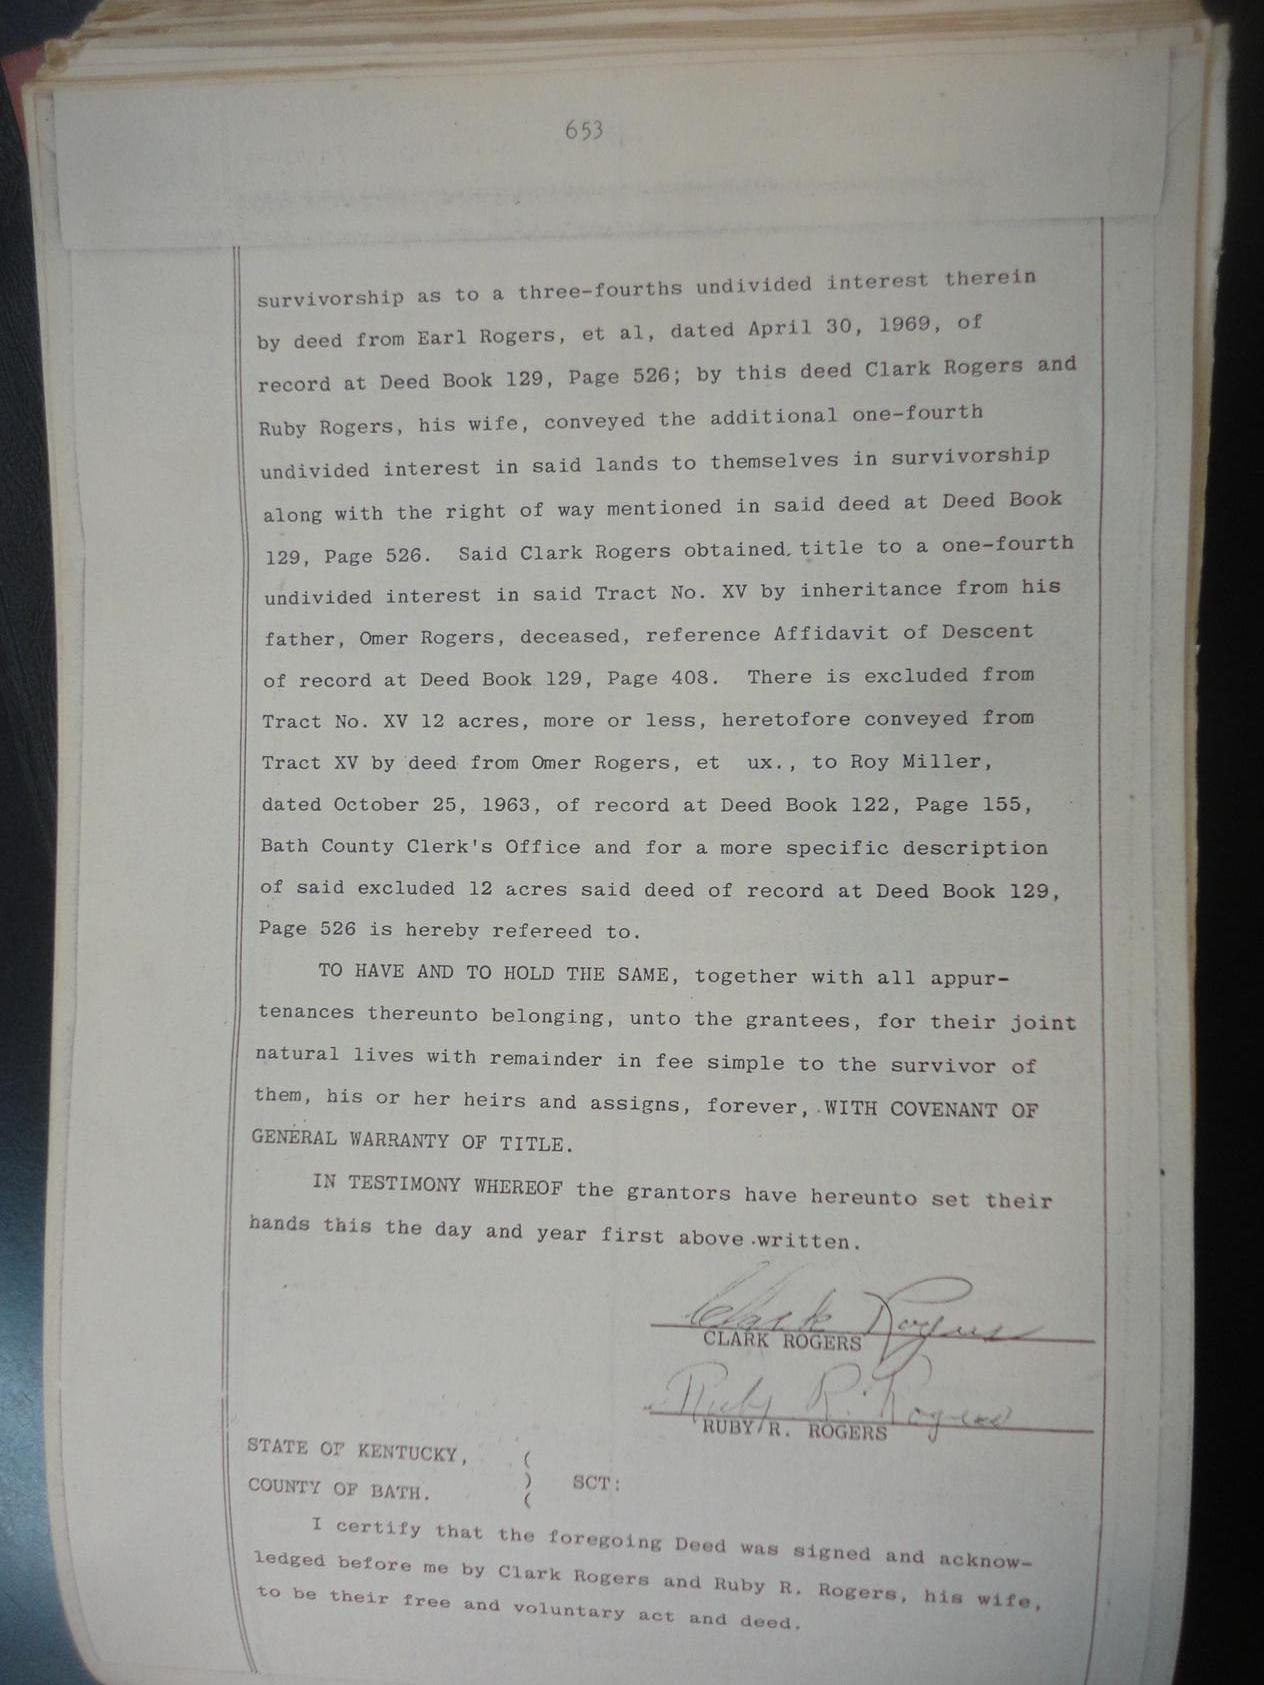 653
survivorship as to a three-fourths undivided interest therein
by deed from Earl Rogers, et al, dated April 30, 1969, of
record at Deed Book 129, Page 526; by this deed Clark Rogers and
Ruby Rogers, his wife, conveyed the additional one-fourth
undivided interest in said lands to themselves in survivorship
along with the right of way mentioned in said deed at Deed Book
129, Page 526.  Said Clark Rogers obtained title to a one-fourth
undivided interest in said Tract No. XV by inheritance from his
father, Omer Rogers, deceased, reference Affidavit of Descent
of record at Deed Book 129, Page 408.  There is excluded from
Tract No. XV 12 acres, more or less, heretofore conveyed from
Tract XV by deed from Omer Rogers, et ux., to Roy Miller,
dated October 25, 1963, of record at Deed Book 122, Page 155,
Bath County Clerk's Office and for a more specific description
of said excluded 12 acres said deed of record at Deed Book 129,
Page 526 is hereby refereed to.
TO HAVE AND TO HOLD THE SAME, together with all appur-
tenances thereunto belonging, unto the grantees, for their joint
natural lives with remainder in fee simple to the survivor of
them, his or her heirs and assigns, forever, WITH COVENANT OF
GENERAL WARRANTY OF TITLE.
IN TESTIMONY WHEREOF the grantors have hereunto set their
hands this the day and year first above written.
Clark Rogers
CLARK ROGERS
Ruby R. Rogers
RUBY R. ROGERS
STATE OF KENTUCKY, (
) SCT:
COUNTY OF BATH. (
I certify that the foregoing Deed was signed and acknow-
ledged before me by Clark Rogers and Ruby R. Rogers, his wife,
to be their free and voluntary act and deed.